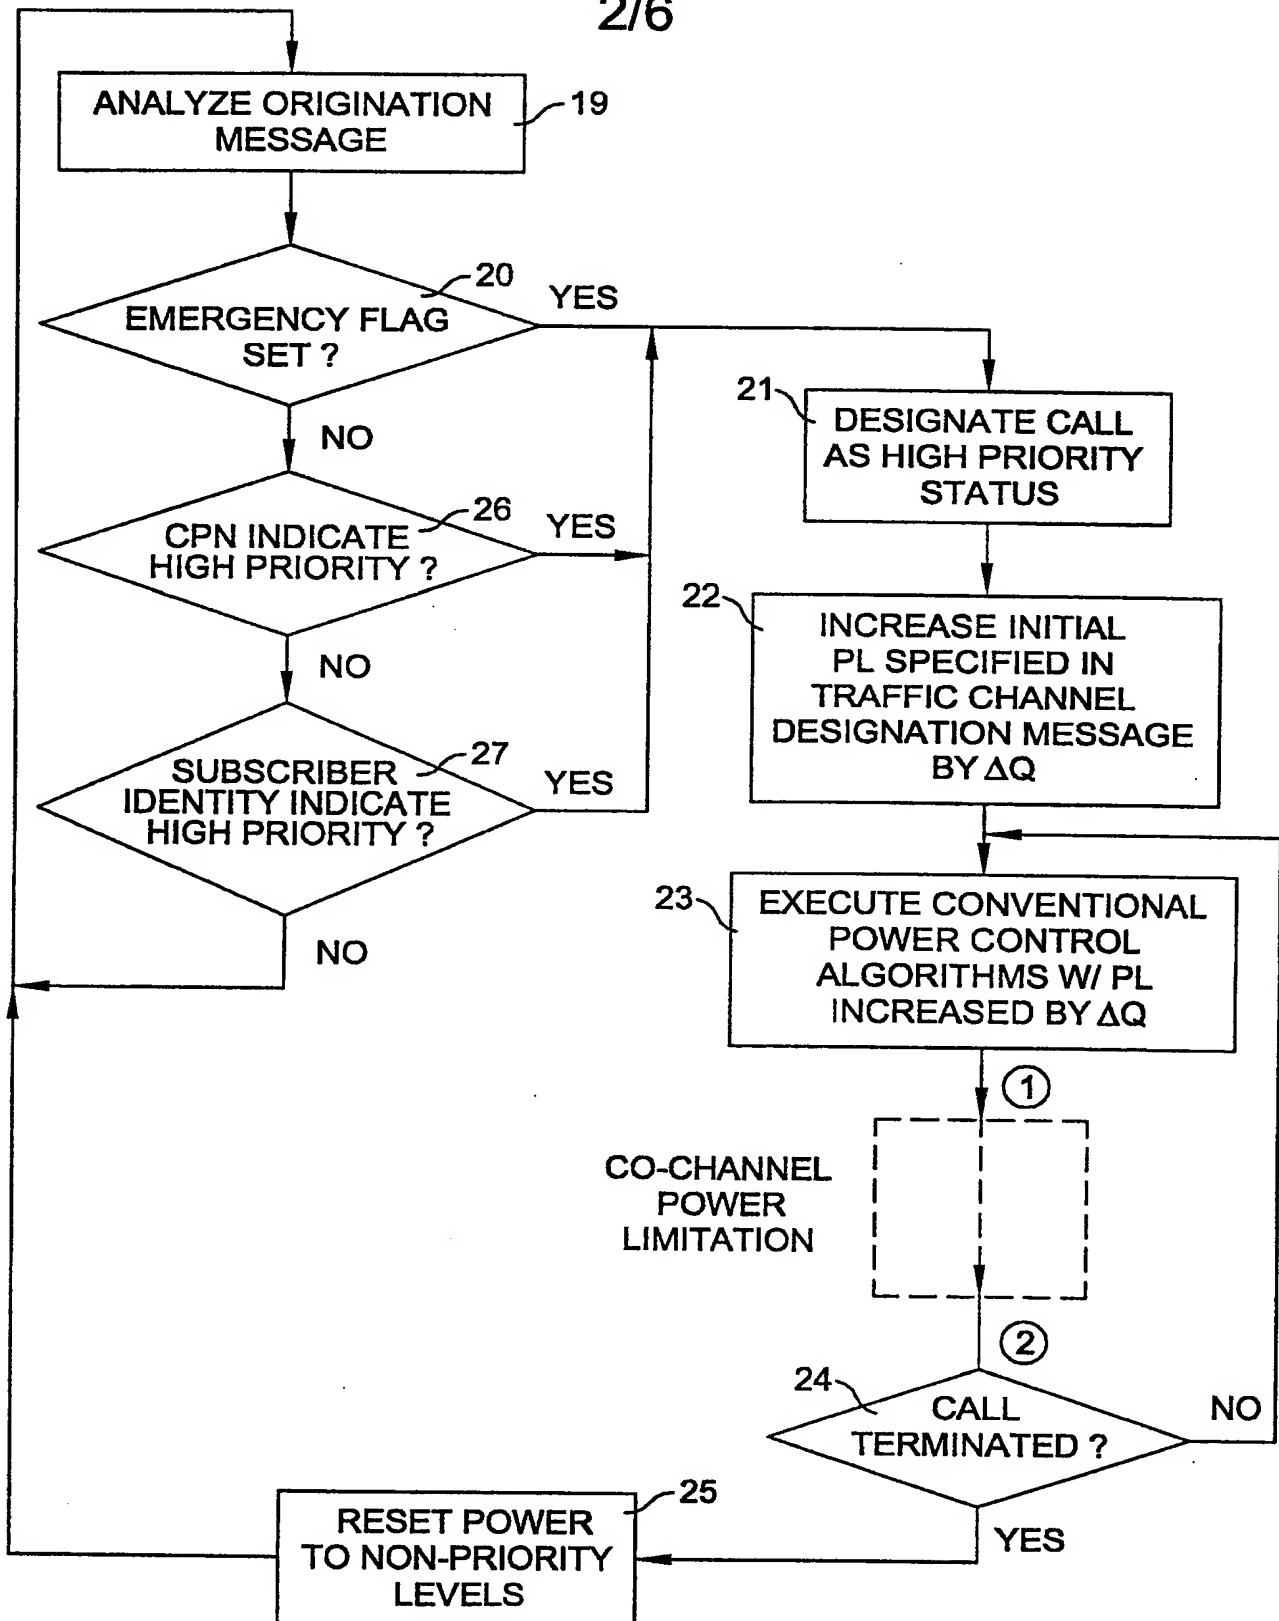 2/6
ANALYZE ORIGINATION
MESSAGE
19
20
EMERGENCY FLAG
SET ?
YES
NO
26
CPN INDICATE
HIGH PRIORITY ?
YES
NO
27
SUBSCRIBER
IDENTITY INDICATE
HIGH PRIORITY ?
YES
NO
21
DESIGNATE CALL
AS HIGH PRIORITY
STATUS
22
INCREASE INITIAL
PL SPECIFIED IN
TRAFFIC CHANNEL
DESIGNATION MESSAGE
BY ΔQ
23
EXECUTE CONVENTIONAL
POWER CONTROL
ALGORITHMS W/ PL
INCREASED BY ΔQ
1
CO-CHANNEL
POWER
LIMITATION
2
24
CALL
TERMINATED ?
NO
YES
25
RESET POWER
TO NON-PRIORITY
LEVELS